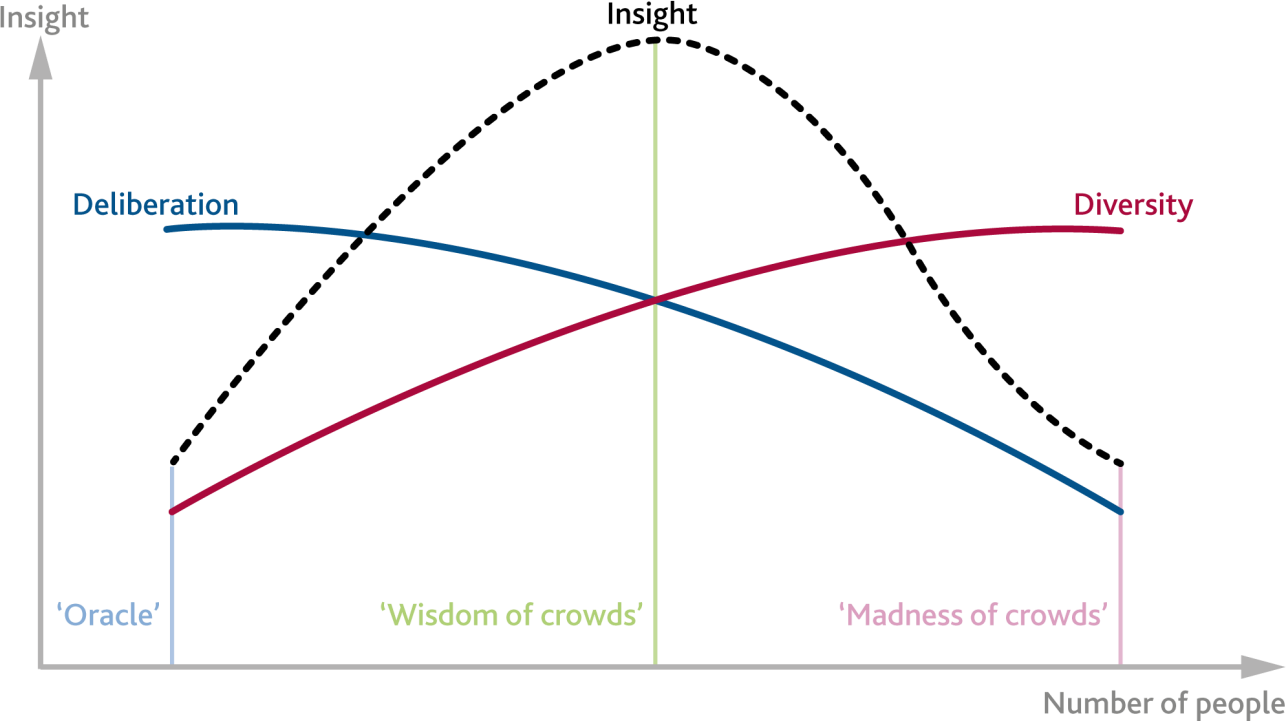 Insight
Insight
Deliberation
Diversity
‘Oracle’
‘Wisdom of crowds’
‘Madness of crowds’
Number of people